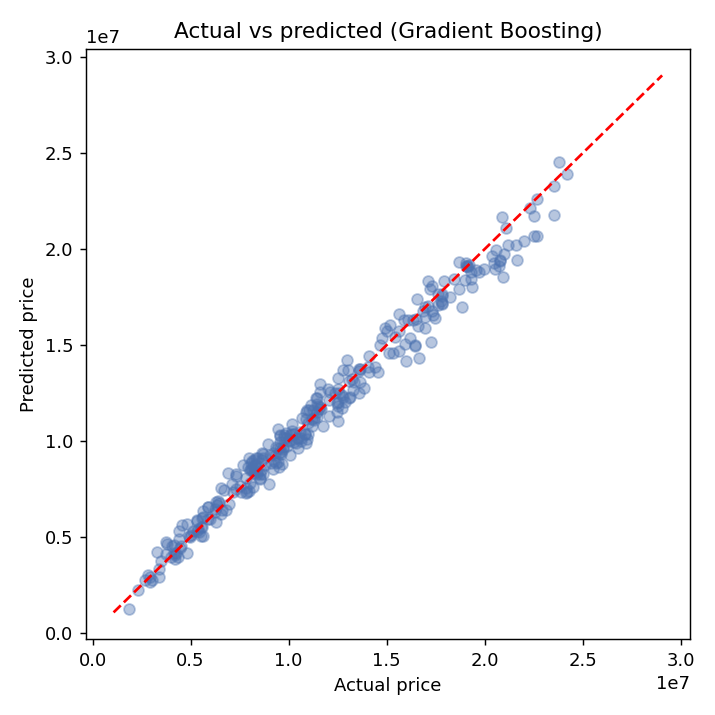 Actual vs predicted (Gradient Boosting)
1e7
3.0
2.5
2.0
1.5
1.0
0.5
0.0
Predicted price
0.0 0.5 1.0 1.5 2.0 2.5 3.0
1e7
Actual price